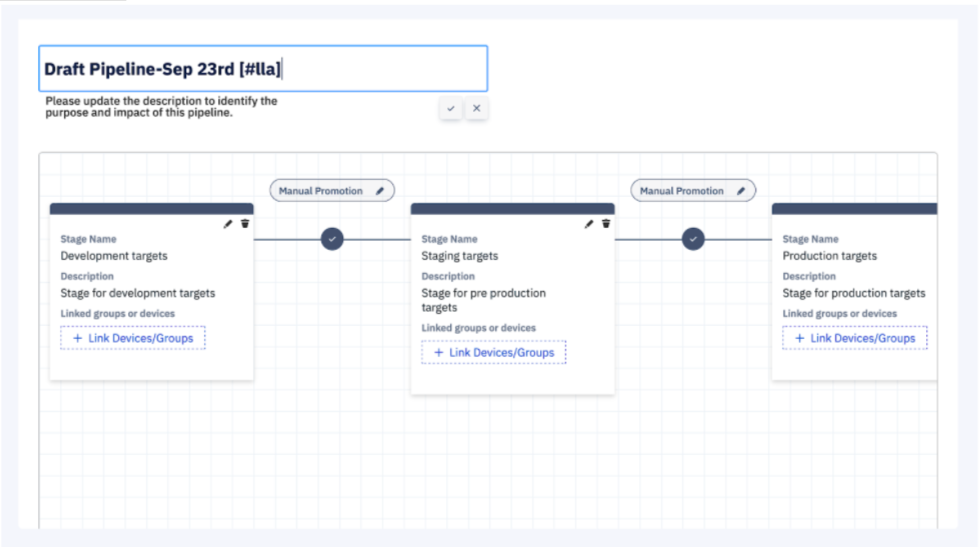 Draft Pipeline-Sep 23rd [#lla]
Please update the description to identify the
purpose and impact of this pipeline.
Manual Promotion
Manual Promotion
Stage Name
Development targets
Description
Stage for development targets
Linked groups or devices
+ Link Devices/Groups
Stage Name
Staging targets
Description
Stage for pre production
targets
Linked groups or devices
+ Link Devices/Groups
Stage Name
Production targets
Description
Stage for production targets
Linked groups or devices
+ Link Devices/Groups